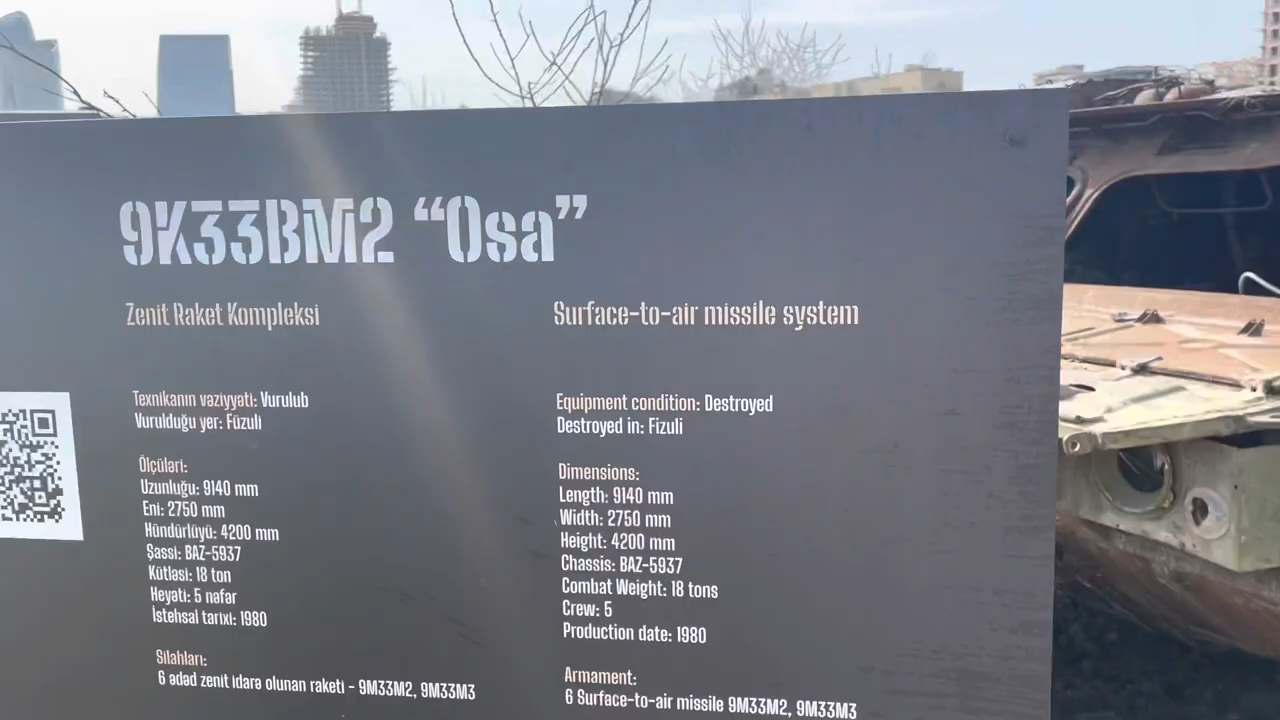 9K33BM2 “Osa”
Zenit Raket Kompleksi
Texnikanın vəziyyəti: Vurulub
Vurulduğu yer: Füzuli
Ölçüləri:
Uzunluğu: 9140 mm
Eni: 2750 mm
Hündürlüyü: 4200 mm
Şassi: BAZ-5937
Kütləsi: 18 ton
Heyəti: 5 nəfər
İstehsal tarixi: 1980
Silahları:
6 ədəd zenit idarə olunan raketi - 9M33M2, 9M33M3
Surface-to-air missile system
Equipment condition: Destroyed
Destroyed in: Fizuli
Dimensions:
Length: 9140 mm
Width: 2750 mm
Height: 4200 mm
Chassis: BAZ-5937
Combat Weight: 18 tons
Crew: 5
Production date: 1980
Armament:
6 Surface-to-air missile 9M33M2, 9M33M3